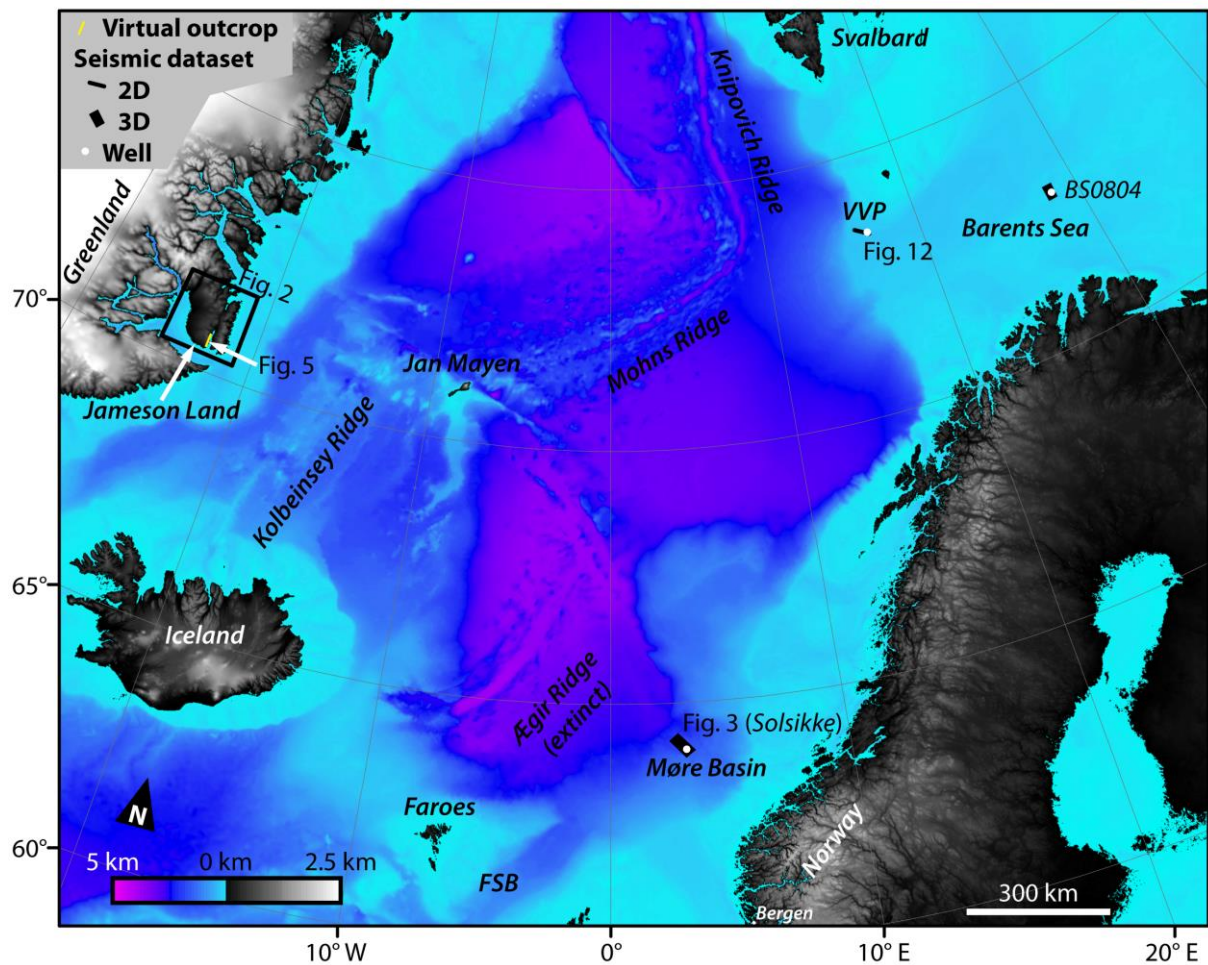 Virtual outcrop
Seismic dataset
2D
3D
Well
Svalbard
Knipovich Ridge
Greenland
VVP
BS0804
Barents Sea
Fig. 12
Fig. 2
70°
Fig. 5
Jan Mayen
Mohns Ridge
Jameson Land
Kolbeinsey Ridge
65°
Iceland
Ægir Ridge
(extinct)
Fig. 3 (Solsikke)
Møre Basin
N
Faroes
Norway
60°
5 km
0 km
2.5 km
FSB
300 km
Bergen
10° W
0°
10° E
20° E